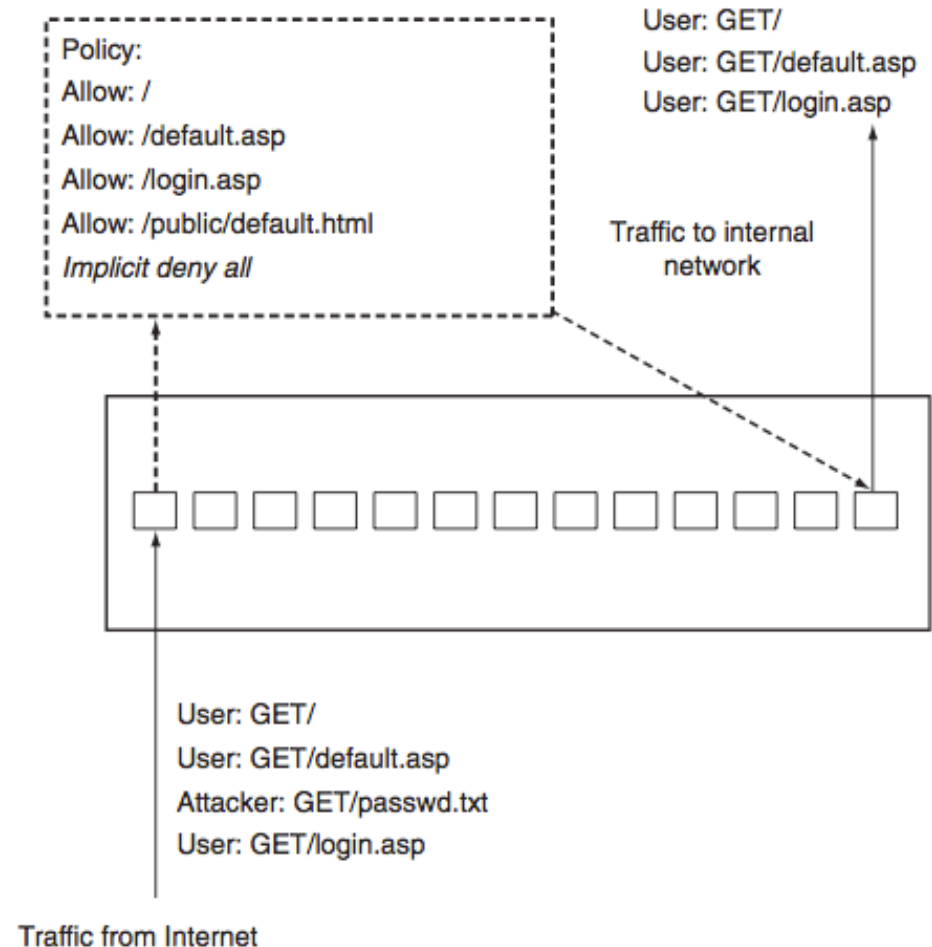 Policy:
Allow: /
Allow: /default.asp
Allow: /login.asp
Allow: /public/default.html
Implicit deny all
User: GET/
User: GET/default.asp
User: GET/login.asp
Traffic to internal
network
User: GET/
User: GET/default.asp
Attacker: GET/passwd.txt
User: GET/login.asp
Traffic from Internet